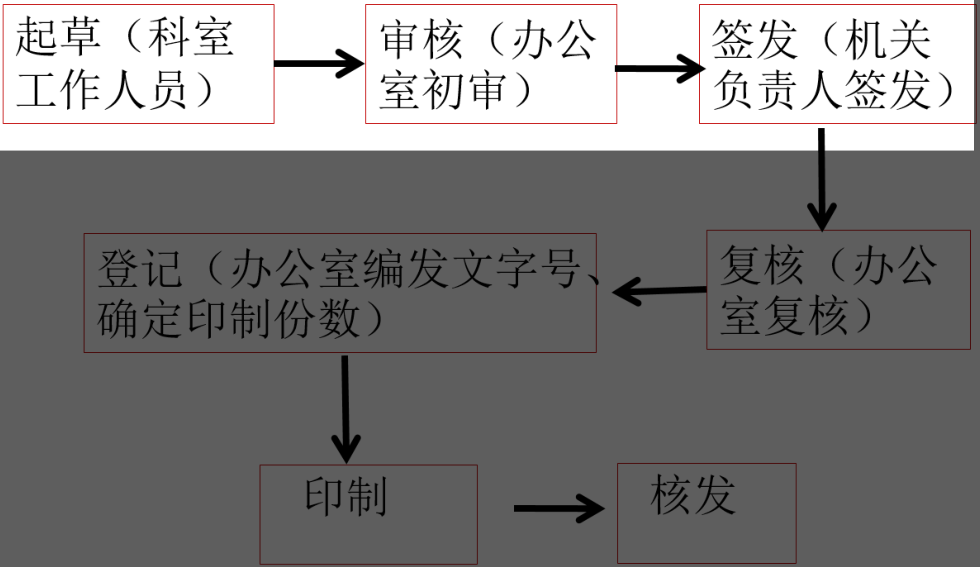 起草（科室
工作人员）
审核（办公
室初审）
签发（机关
负责人签发）
复核（办公
室复核）
登记（办公室编发文字号、
确定印制份数）
印制
核发